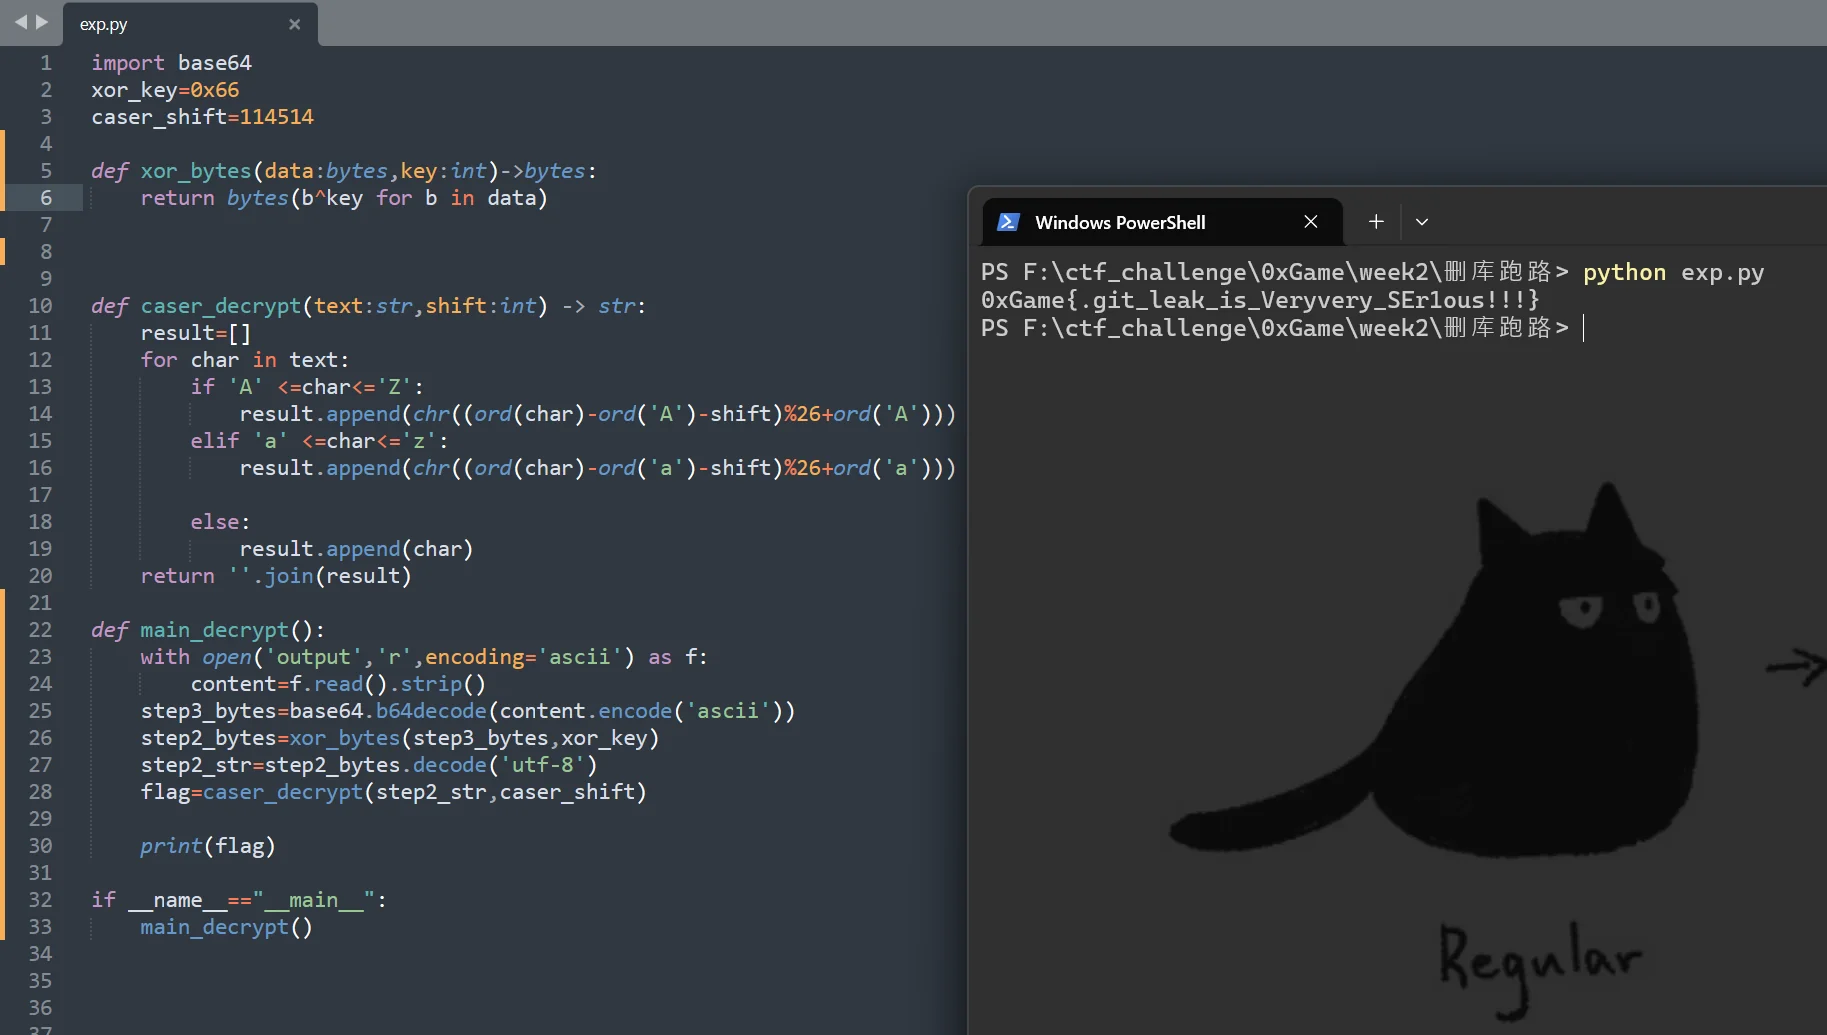 exp.py
1 import base64
2 xor_key=0x66
3 caser_shift=114514
4
5 def xor_bytes(data:bytes,key:int)->bytes:
6 return bytes(b^key for b in data)
7
8
9
10 def caser_decrypt(text:str,shift:int) -> str:
11 result=[]
12 for char in text:
13 if 'A' <=char<='Z':
14 result.append(chr((ord(char)-ord('A')-shift)%26+ord('A')))
15 elif 'a' <=char<='z':
16 result.append(chr((ord(char)-ord('a')-shift)%26+ord('a')))
17
18 else:
19 result.append(char)
20 return ''.join(result)
21
22 def main_decrypt():
23 with open('output','r',encoding='ascii') as f:
24 content=f.read().strip()
25 step3_bytes=base64.b64decode(content.encode('ascii'))
26 step2_bytes=xor_bytes(step3_bytes,xor_key)
27 step2_str=step2_bytes.decode('utf-8')
28 flag=caser_decrypt(step2_str,caser_shift)
29
30 print(flag)
31
32 if __name__=="__main__":
33 main_decrypt()
34
35
36
37
Windows PowerShell
PS F:\ctf_challenge\0xGame\week2\删库跑路> python exp.py
0xGame{.git_leak_is_Veryvery_SEr1ous!!!}
PS F:\ctf_challenge\0xGame\week2\删库跑路>
Regular